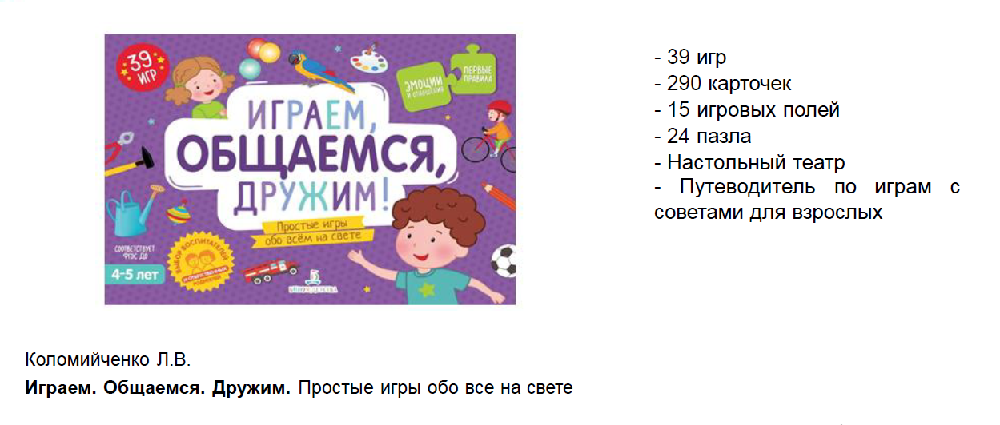 39
ИГР
ЭМОЦИИ
И ОТНОШЕНИЯ
ПЕРВЫЕ
ПРАВИЛА
ИГРАЕМ,
ОБЩАЕМСЯ,
ДРУЖИМ!
Простые игры
обо всём на свете
СООТВЕТСТВУЕТ
ФГОС ДО
4-5 лет
ВЫБОР ВОСПИТАТЕЛЕЙ
И ОТВЕТСТВЕННЫХ
РОДИТЕЛЕЙ
- 39 игр
- 290 карточек
- 15 игровых полей
- 24 пазла
- Настольный театр
- Путеводитель по играм с
советами для взрослых
Коломийченко Л.В.
Играем. Общаемся. Дружим. Простые игры обо все на свете